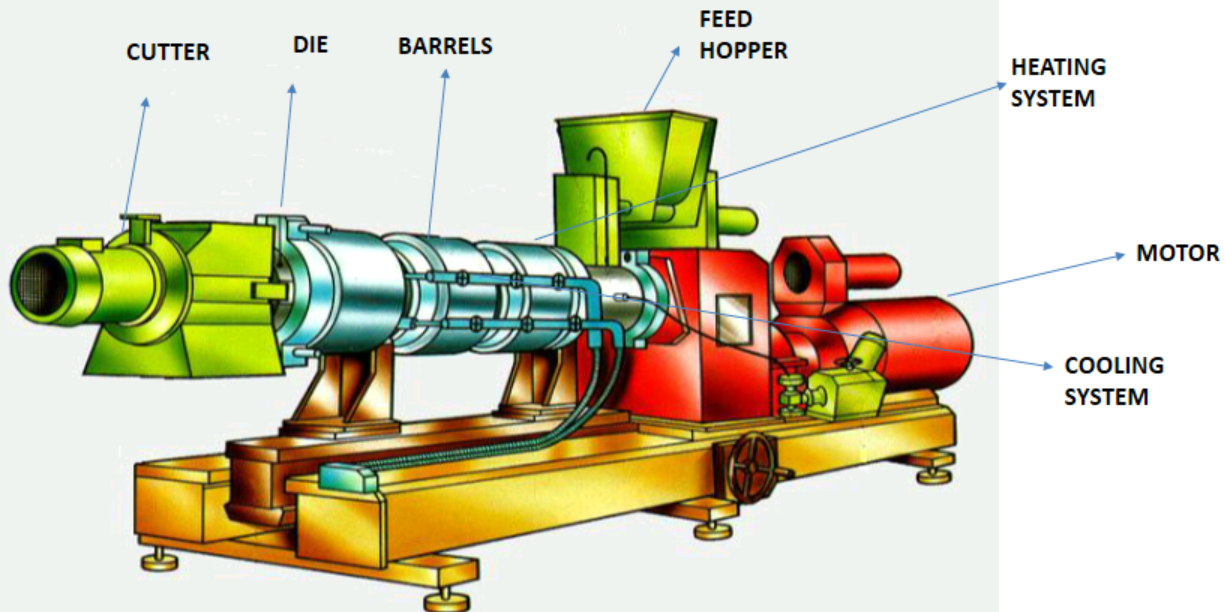 CUTTER
DIE
BARRELS
FEED
HOPPER
HEATING
SYSTEM
MOTOR
COOLING
SYSTEM